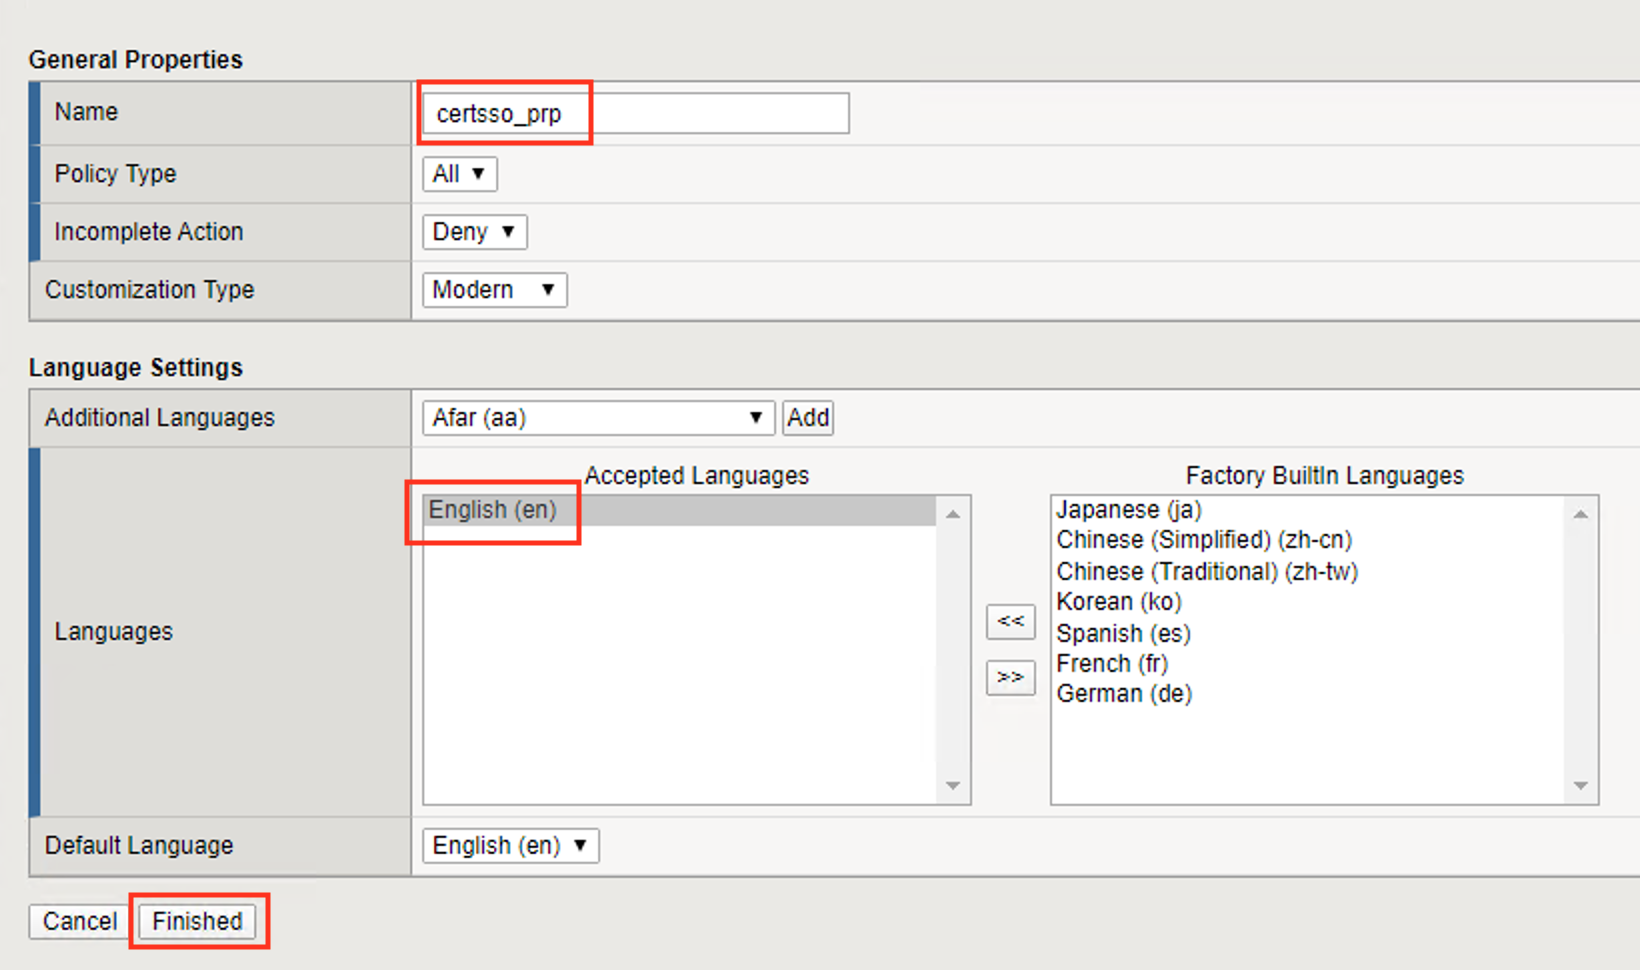 General Properties
Name certsso_prp
Policy Type All
Incomplete Action Deny
Customization Type Modern
Language Settings
Additional Languages Afar (aa) Add
Accepted Languages Factory BuiltIn Languages
English (en) Japanese (ja)
Chinese (Simplified) (zh-cn)
Chinese (Traditional) (zh-tw)
Korean (ko)
<<
Languages Spanish (es)
French (fr)
>>
German (de)
Default Language English (en)
Cancel Finished